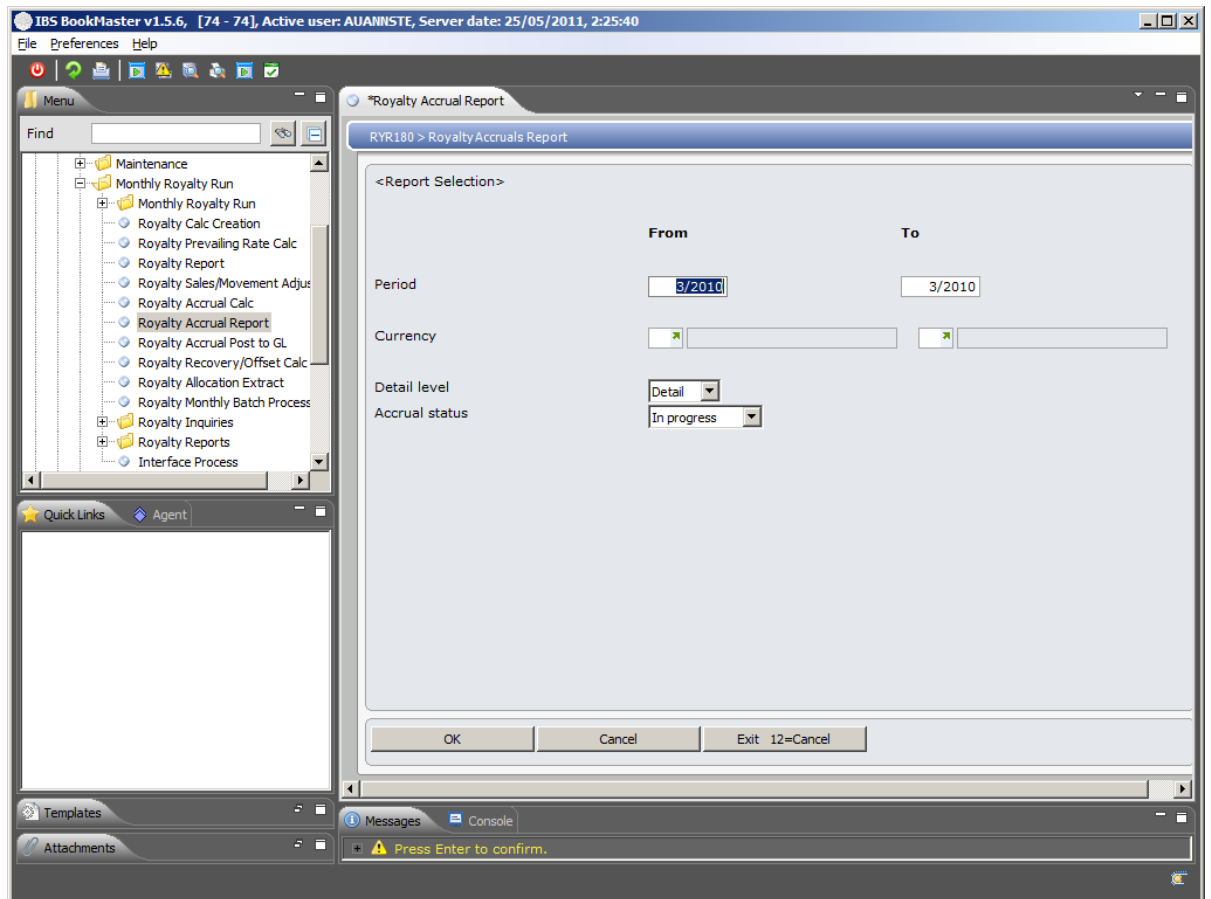 IBS BookMaster v1.5.6, [74 - 74], Active user: AUANNSTE, Server date: 25/05/2011, 2:25:40
File Preferences Help
Menu
Find
Maintenance
Monthly Royalty Run
Monthly Royalty Run
Royalty Calc Creation
Royalty Prevailing Rate Calc
Royalty Report
Royalty Sales/Movement Adjus
Royalty Accrual Calc
Royalty Accrual Report
Royalty Accrual Post to GL
Royalty Recovery/Offset Calc
Royalty Allocation Extract
Royalty Monthly Batch Process
Royalty Inquiries
Royalty Reports
Interface Process
Quick Links Agent
Templates
Attachments
*Royalty Accrual Report
RYR180 > Royalty Accruals Report
<Report Selection>
From To
Period 3/2010 3/2010
Currency
Detail level Detail
Accrual status In progress
OK Cancel Exit 12=Cancel
Messages Console
Press Enter to confirm.